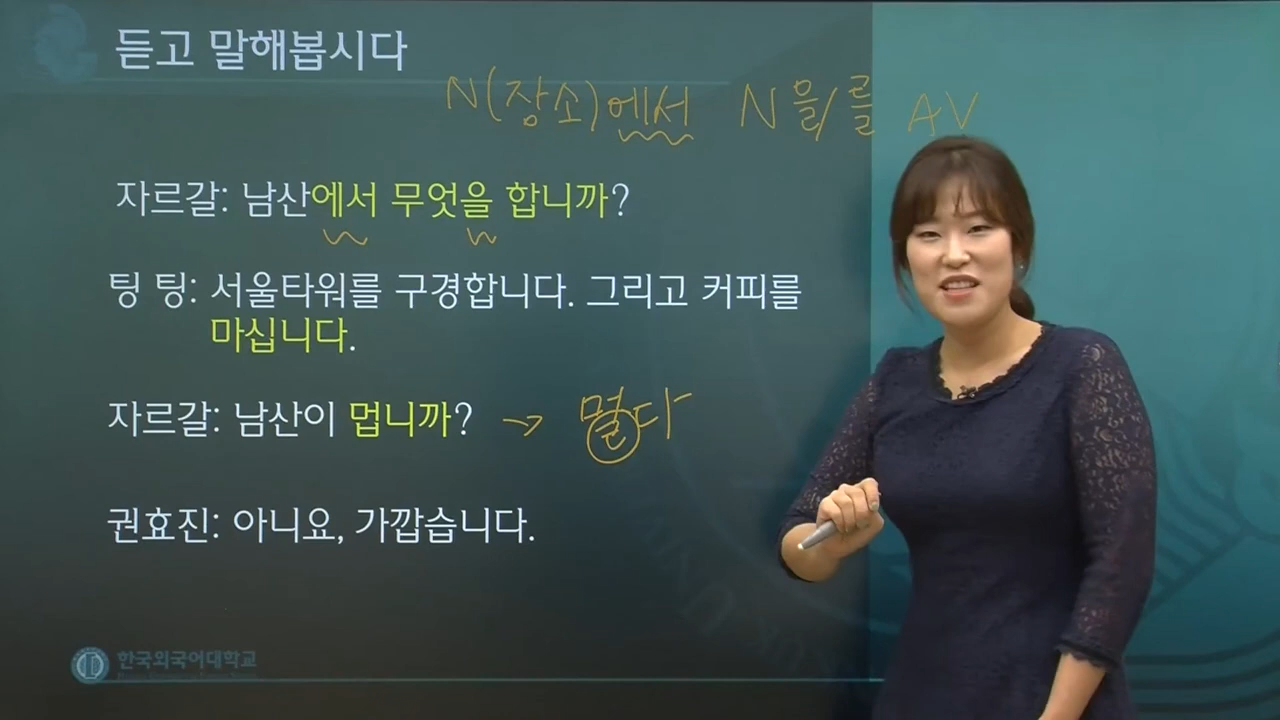 듣고 말해봅시다
N(장소)에서 N을/를 AV
자르갈: 남산에서 무엇을 합니까?
팅 팅: 서울타워를 구경합니다. 그리고 커피를
마십니다.
자르갈: 남산이 멉니까? → 멀다
권효진: 아니요, 가깝습니다.
한국외국어대학교